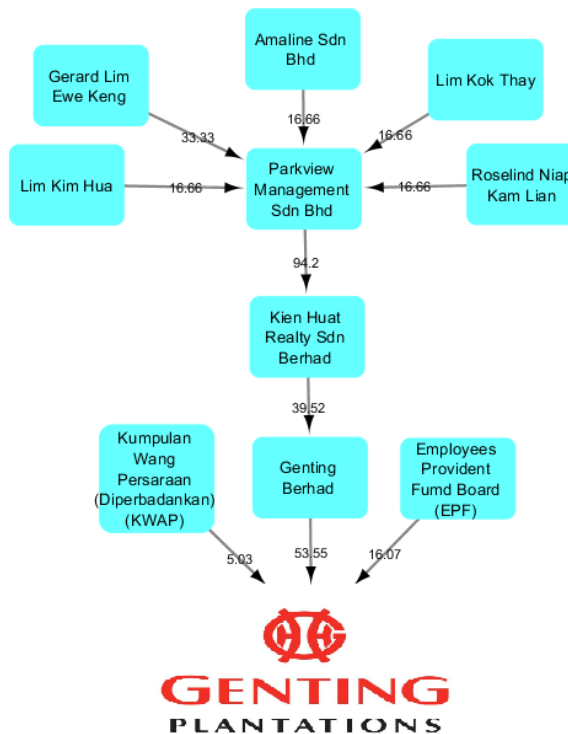 Amaline Sdn
Bhd
Gerard Lim
Ewe Keng
Lim Kok Thay
33.33
16.66
16.66
Lim Kim Hua
16.66
Parkview
Management
Sdn Bhd
16.66
Roselind Niap
Kam Lian
94.2
Kien Huat
Realty Sdn
Berhad
39.52
Kumpulan
Wang
Persaraan
(Diperbadankan)
(KWAP)
Genting
Berhad
Employees
Provident
Fumd Board
(EPF)
5.03
53.55
16.07
GENTING
PLANTATIONS